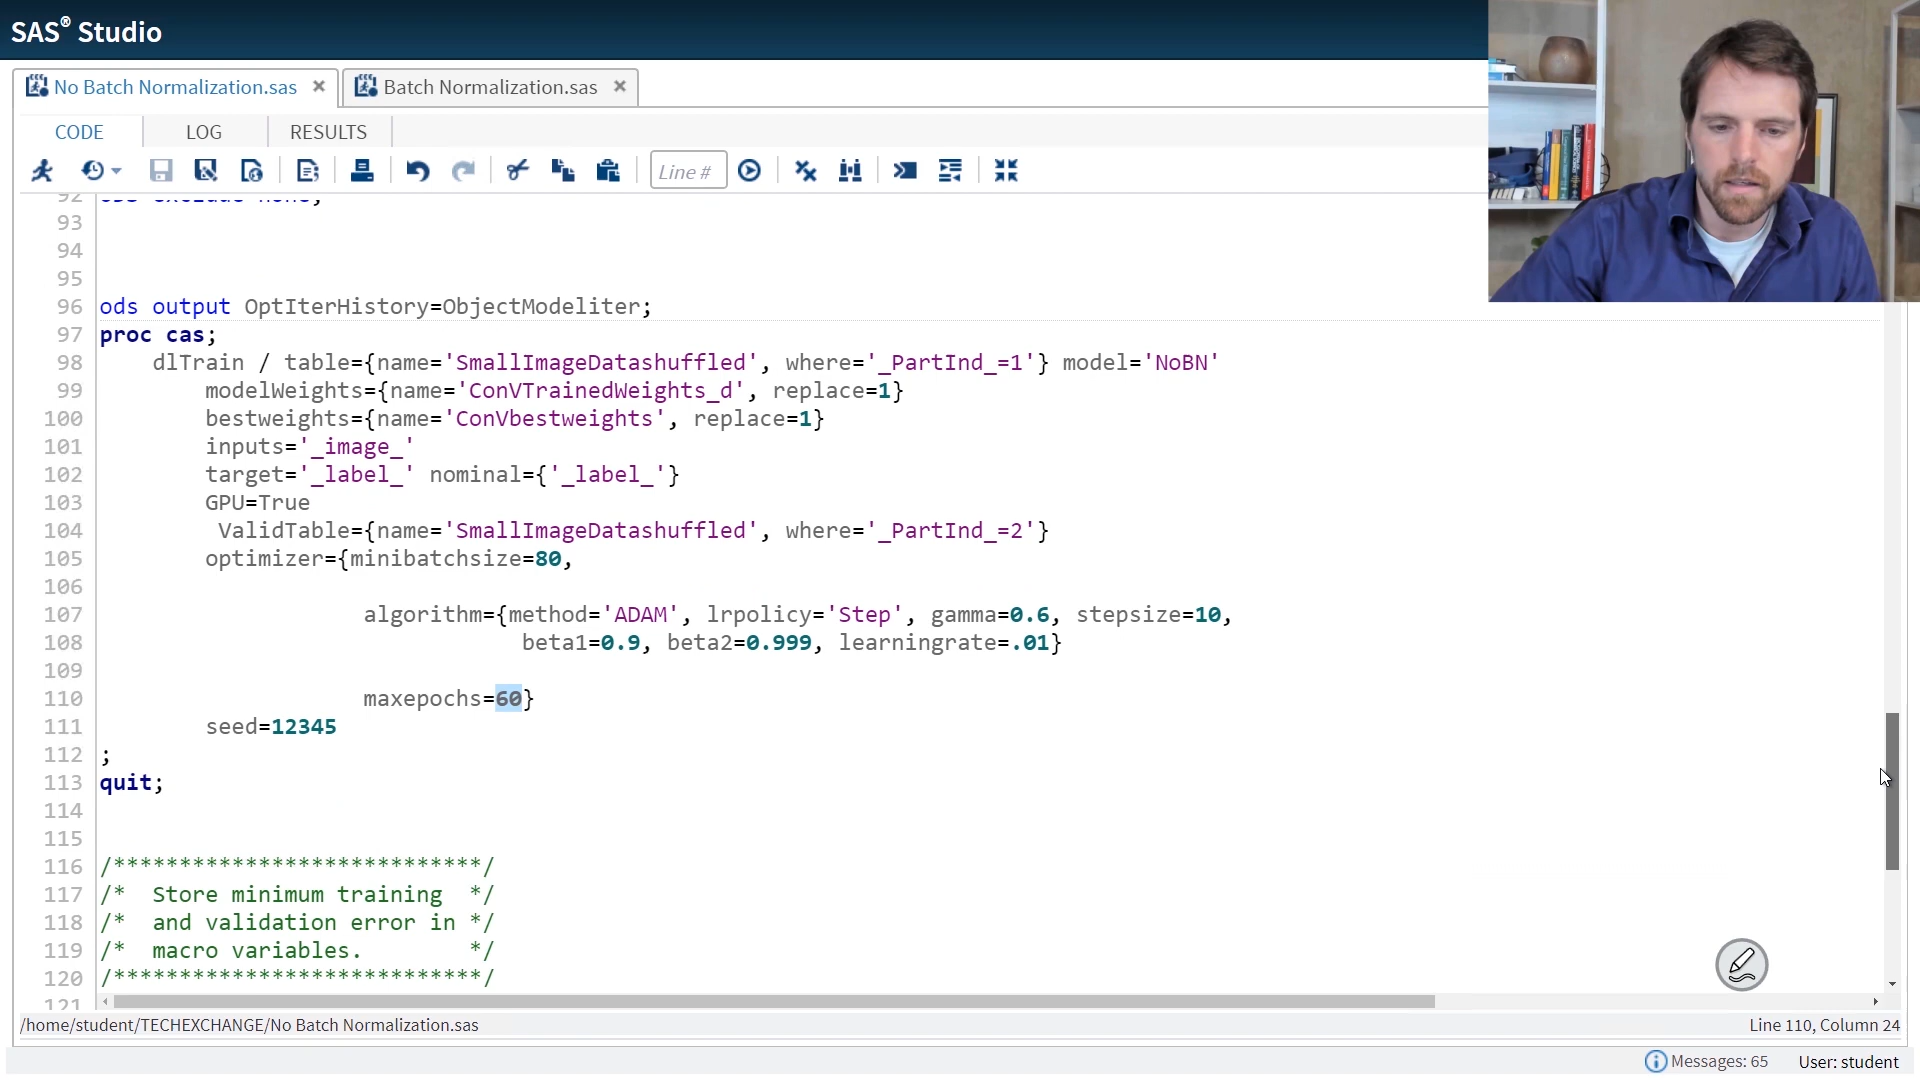 SAS® Studio
No Batch Normalization.sas
Batch Normalization.sas
CODE LOG RESULTS
Line #
92 ods exclude none;
93
94
95
96 ods output OptIterHistory=ObjectModeliter;
97 proc cas;
98 dlTrain / table={name='SmallImageDatashuffled', where='_PartInd_=1'} model='NoBN'
99 modelWeights={name='ConVTrainedWeights_d', replace=1}
100 bestweights={name='ConVbestweights', replace=1}
101 inputs='_image_'
102 target='_label_' nominal={'_label_'}
103 GPU=True
104 ValidTable={name='SmallImageDatashuffled', where='_PartInd_=2'}
105 optimizer={minibatchsize=80,
106
107 algorithm={method='ADAM', lrpolicy='Step', gamma=0.6, stepsize=10,
108 beta1=0.9, beta2=0.999, learningrate=.01}
109
110 maxepochs=60}
111 seed=12345
112 ;
113 quit;
114
115
116 /****************************/
117 /* Store minimum training */
118 /* and validation error in */
119 /* macro variables. */
120 /****************************/
121
/home/student/TECHEXCHANGE/No Batch Normalization.sas
Line 110, Column 24
Messages: 65
User: student